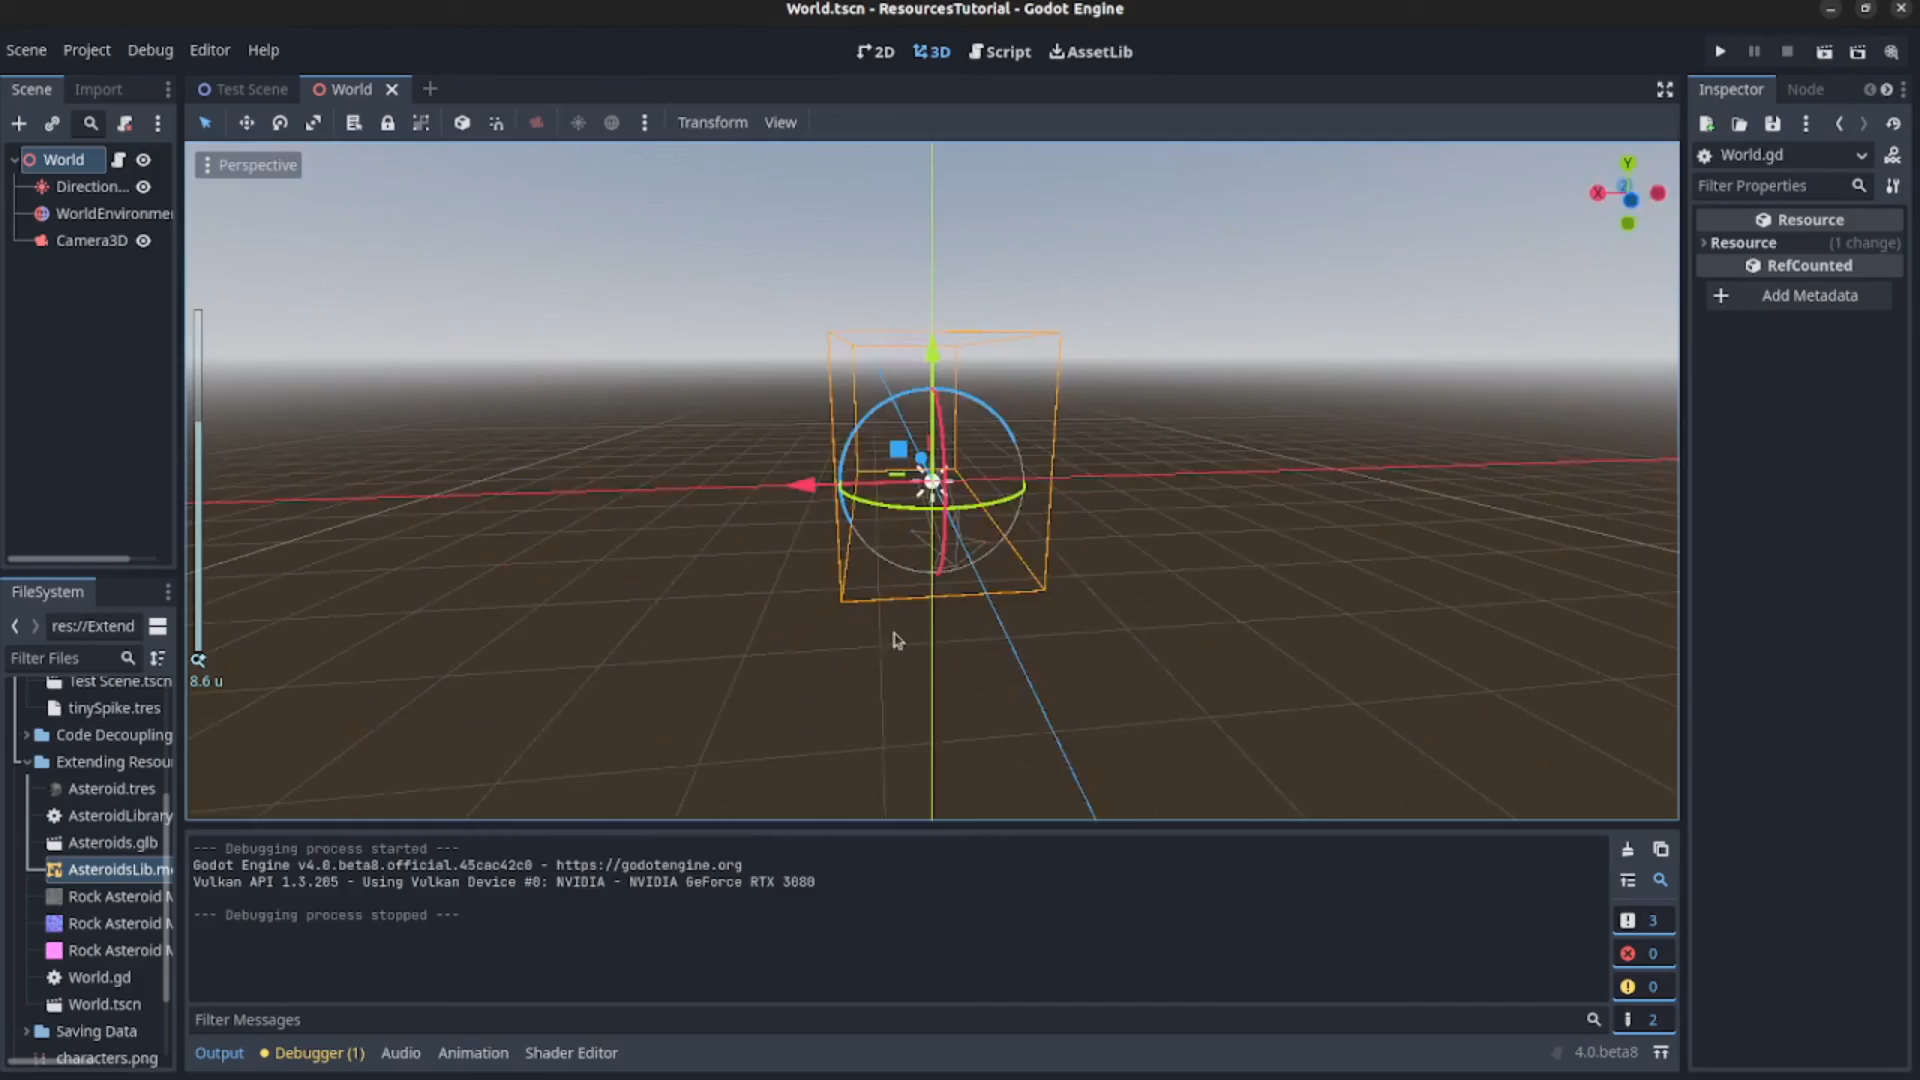 World.tscn - ResourcesTutorial - Godot Engine
Scene Project Debug Editor Help
2D 3D Script AssetLib
Scene Import
Test Scene World
Inspector Node
Transform View
World
Direction...
WorldEnvironme
Camera3D
Perspective
Y
X
Z
8.6 u
World.gd
Filter Properties
Resource
Resource (1 change)
RefCounted
Add Metadata
FileSystem
res://Extend
Filter Files
Test Scene.tscn
tinySpike.tres
Code Decoupling
Extending Resou
Asteroid.tres
AsteroidLibrary
Asteroids.glb
AsteroidsLib.m
Rock Asteroid
Rock Asteroid
Rock Asteroid
World.gd
World.tscn
Saving Data
characters.png
--- Debugging process started ---
Godot Engine v4.0.beta8.official.45cac42c0 - https://godotengine.org
Vulkan API 1.3.205 - Using Vulkan Device #0: NVIDIA - NVIDIA GeForce RTX 3080
--- Debugging process stopped ---
3
0
0
2
Filter Messages
Output Debugger (1) Audio Animation Shader Editor
4.0.beta8